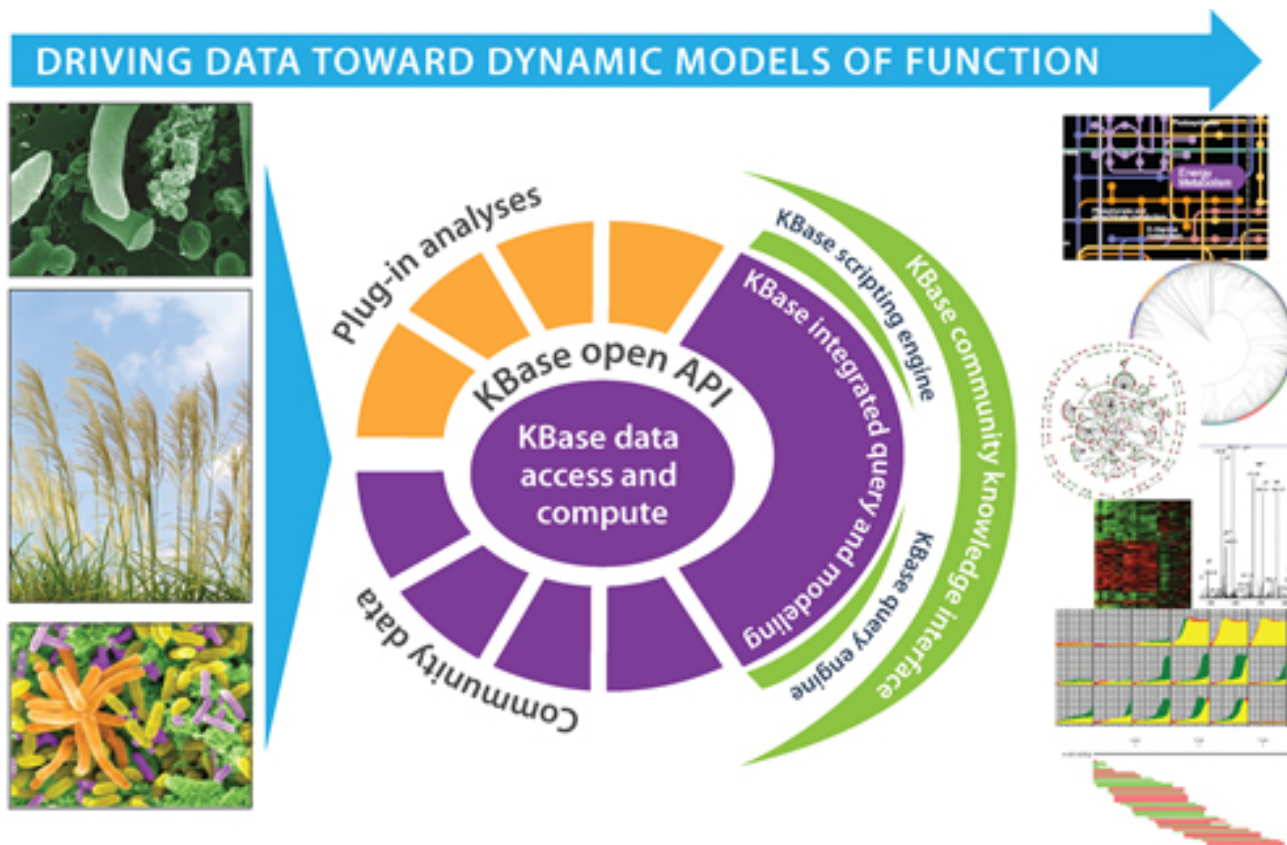 DRIVING DATA TOWARD DYNAMIC MODELS OF FUNCTION
Plug-in analyses
KBase open API
KBase data
access and
compute
Community data
KBase integrated query and modeling
KBase scripting engine
KBase query engine
KBase community knowledge interface
Energy
Metabolism